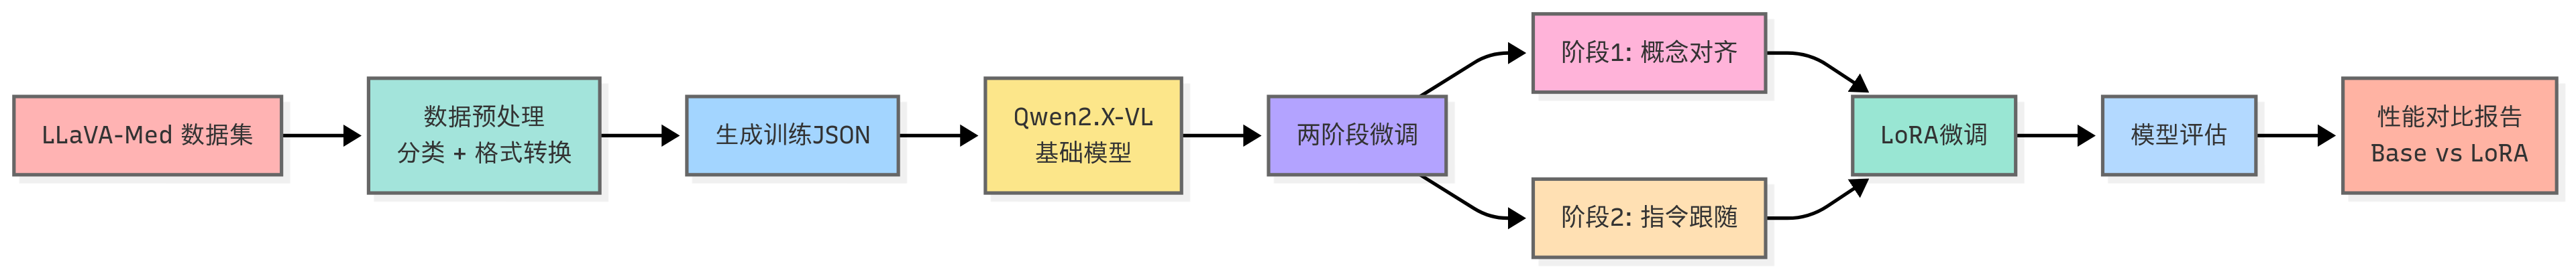 LLaVA-Med 数据集
数据预处理
分类 + 格式转换
生成训练JSON
Qwen2.X-VL
基础模型
两阶段微调
阶段1: 概念对齐
阶段2: 指令跟随
LoRA微调
模型评估
性能对比报告
Base vs LoRA